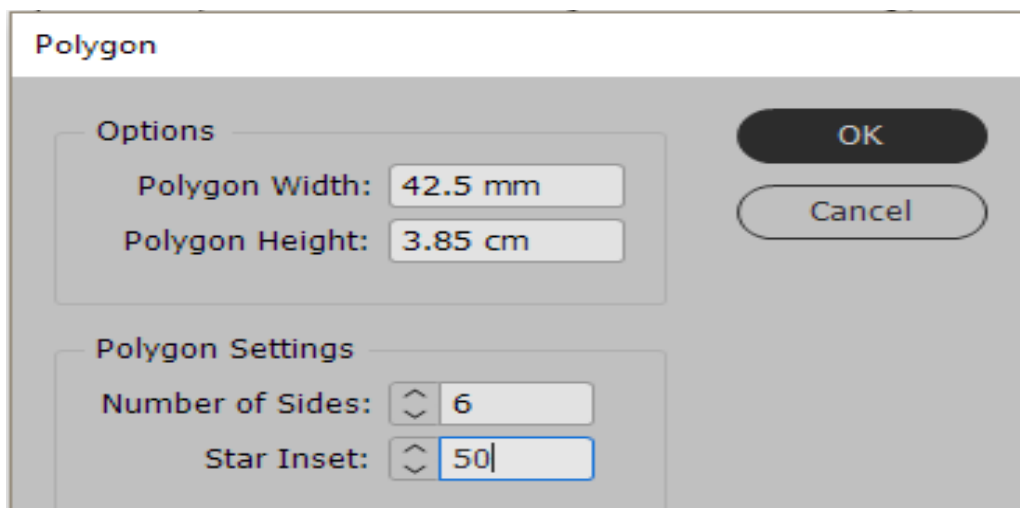 Polygon
Options
OK
Polygon Width: 42.5 mm
Cancel
Polygon Height: 3.85 cm
Polygon Settings
Number of Sides: 6
Star Inset: 50